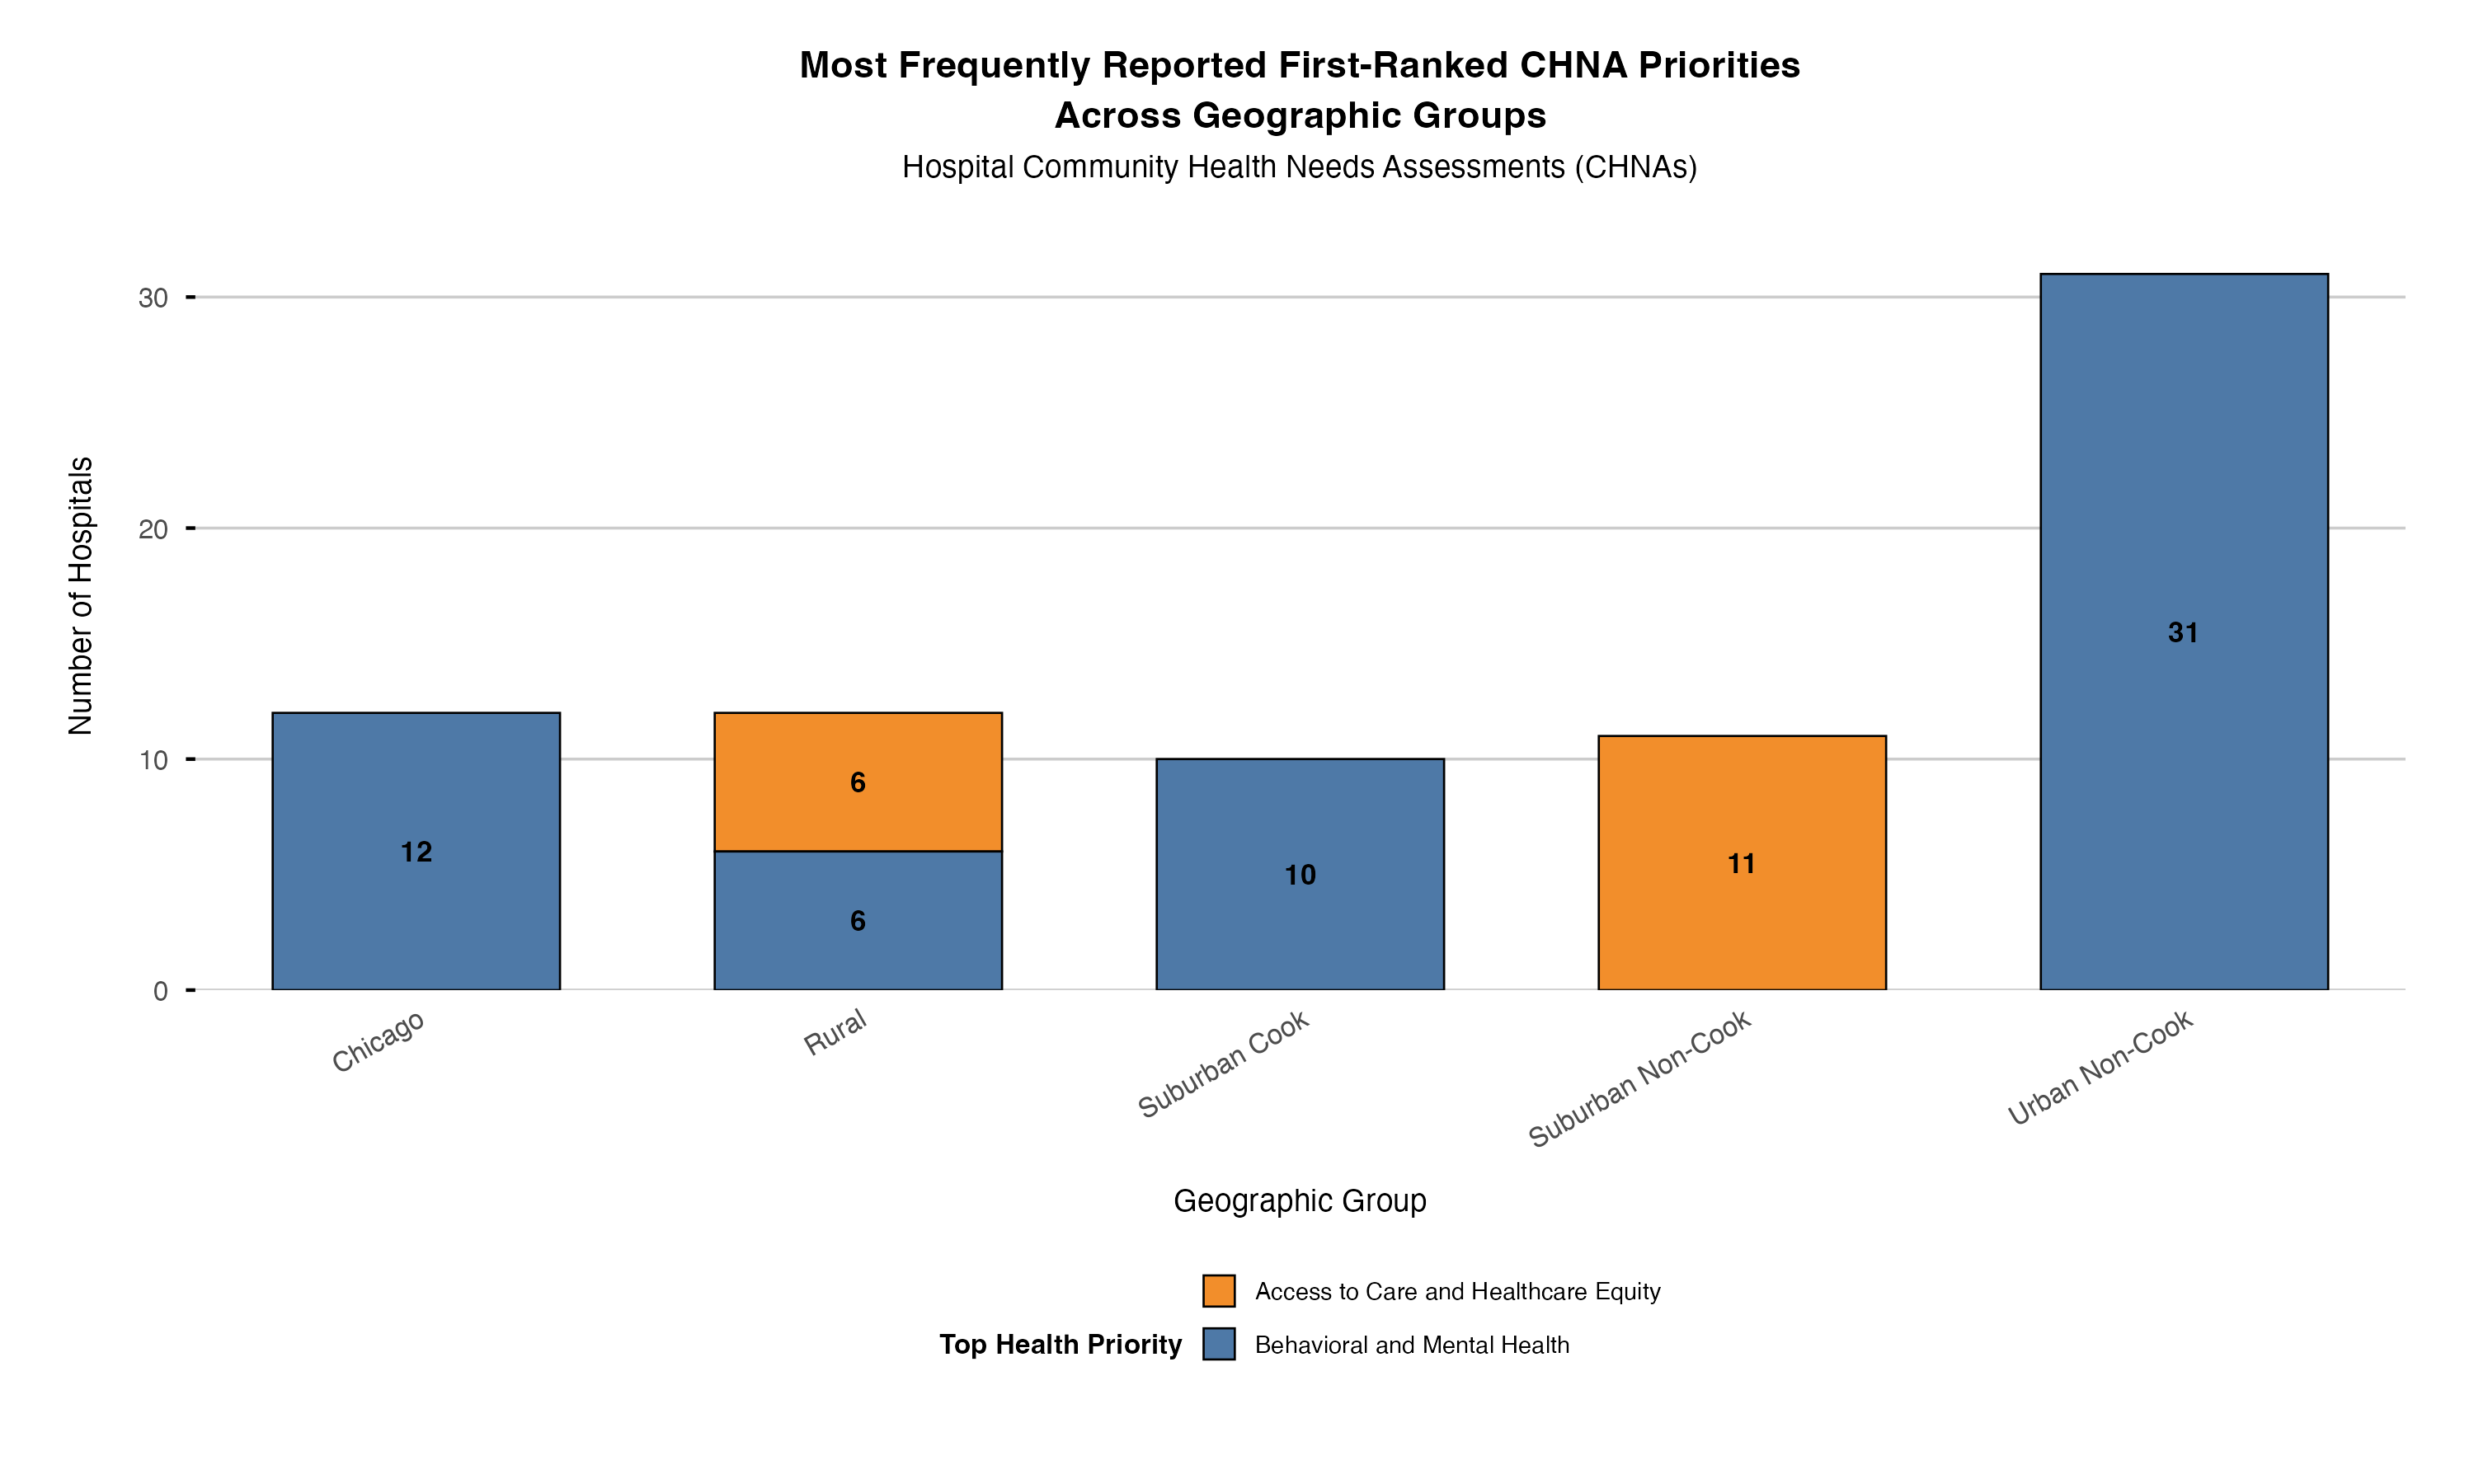 Most Frequently Reported First-Ranked CHNA Priorities
Across Geographic Groups
Hospital Community Health Needs Assessments (CHNAs)
Number of Hospitals
30
20
10
0
12
6
6
10
11
31
Chicago
Rural
Suburban Cook
Suburban Non-Cook
Urban Non-Cook
Geographic Group
Top Health Priority
Access to Care and Healthcare Equity
Behavioral and Mental Health